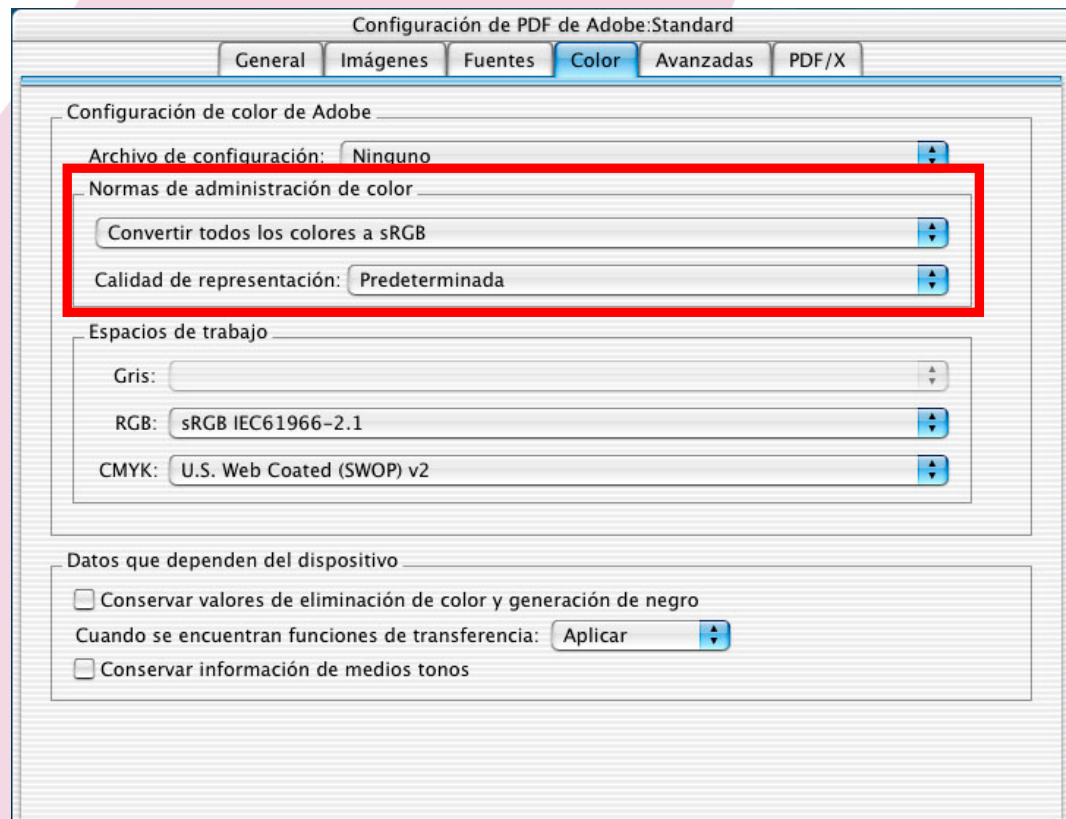 Configuración de PDF de Adobe:Standard
General Imágenes Fuentes Color Avanzadas PDF/X
Configuración de color de Adobe
Archivo de configuración: Ninguno
Normas de administración de color
Convertir todos los colores a sRGB
Calidad de representación: Predeterminada
Espacios de trabajo
Gris:
RGB: sRGB IEC61966-2.1
CMYK: U.S. Web Coated (SWOP) v2
Datos que dependen del dispositivo
Conservar valores de eliminación de color y generación de negro
Cuando se encuentran funciones de transferencia: Aplicar
Conservar información de medios tonos